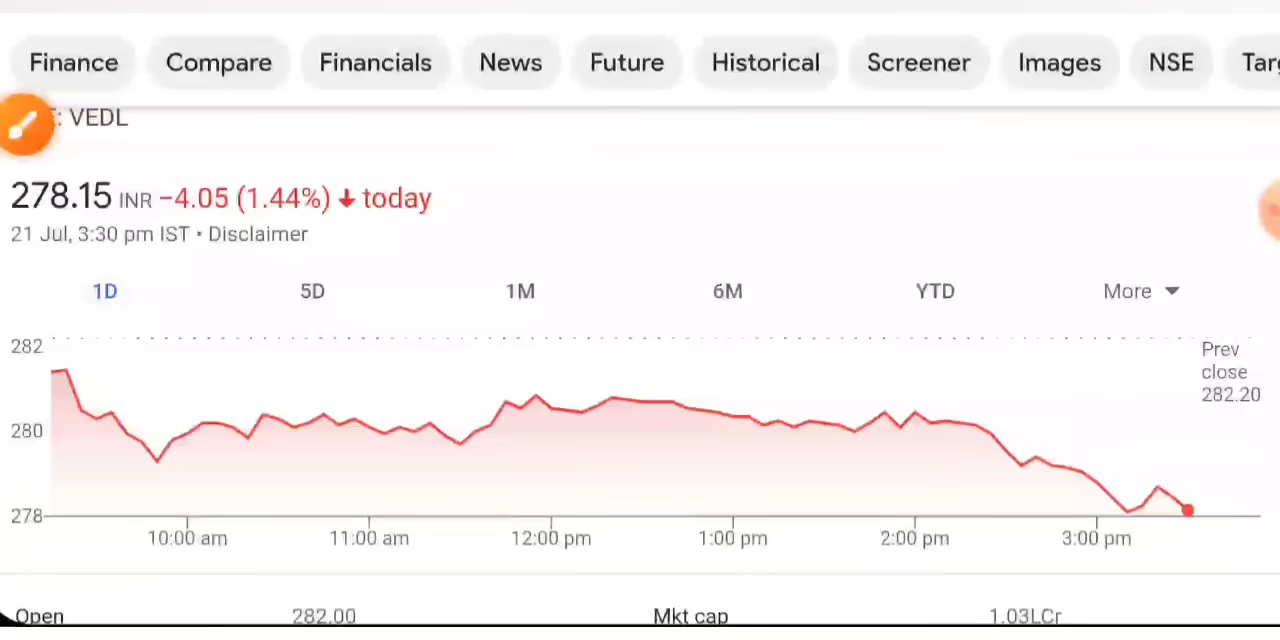 Finance Compare Financials News Future Historical Screener Images NSE
: VEDL
278.15 INR −4.05 (1.44%) ↓ today
21 Jul, 3:30 pm IST • Disclaimer
1D 5D 1M 6M YTD More
282
Prev
close
282.20
280
278
10:00 am 11:00 am 12:00 pm 1:00 pm 2:00 pm 3:00 pm
Open 282.00 Mkt cap 1.03LCr